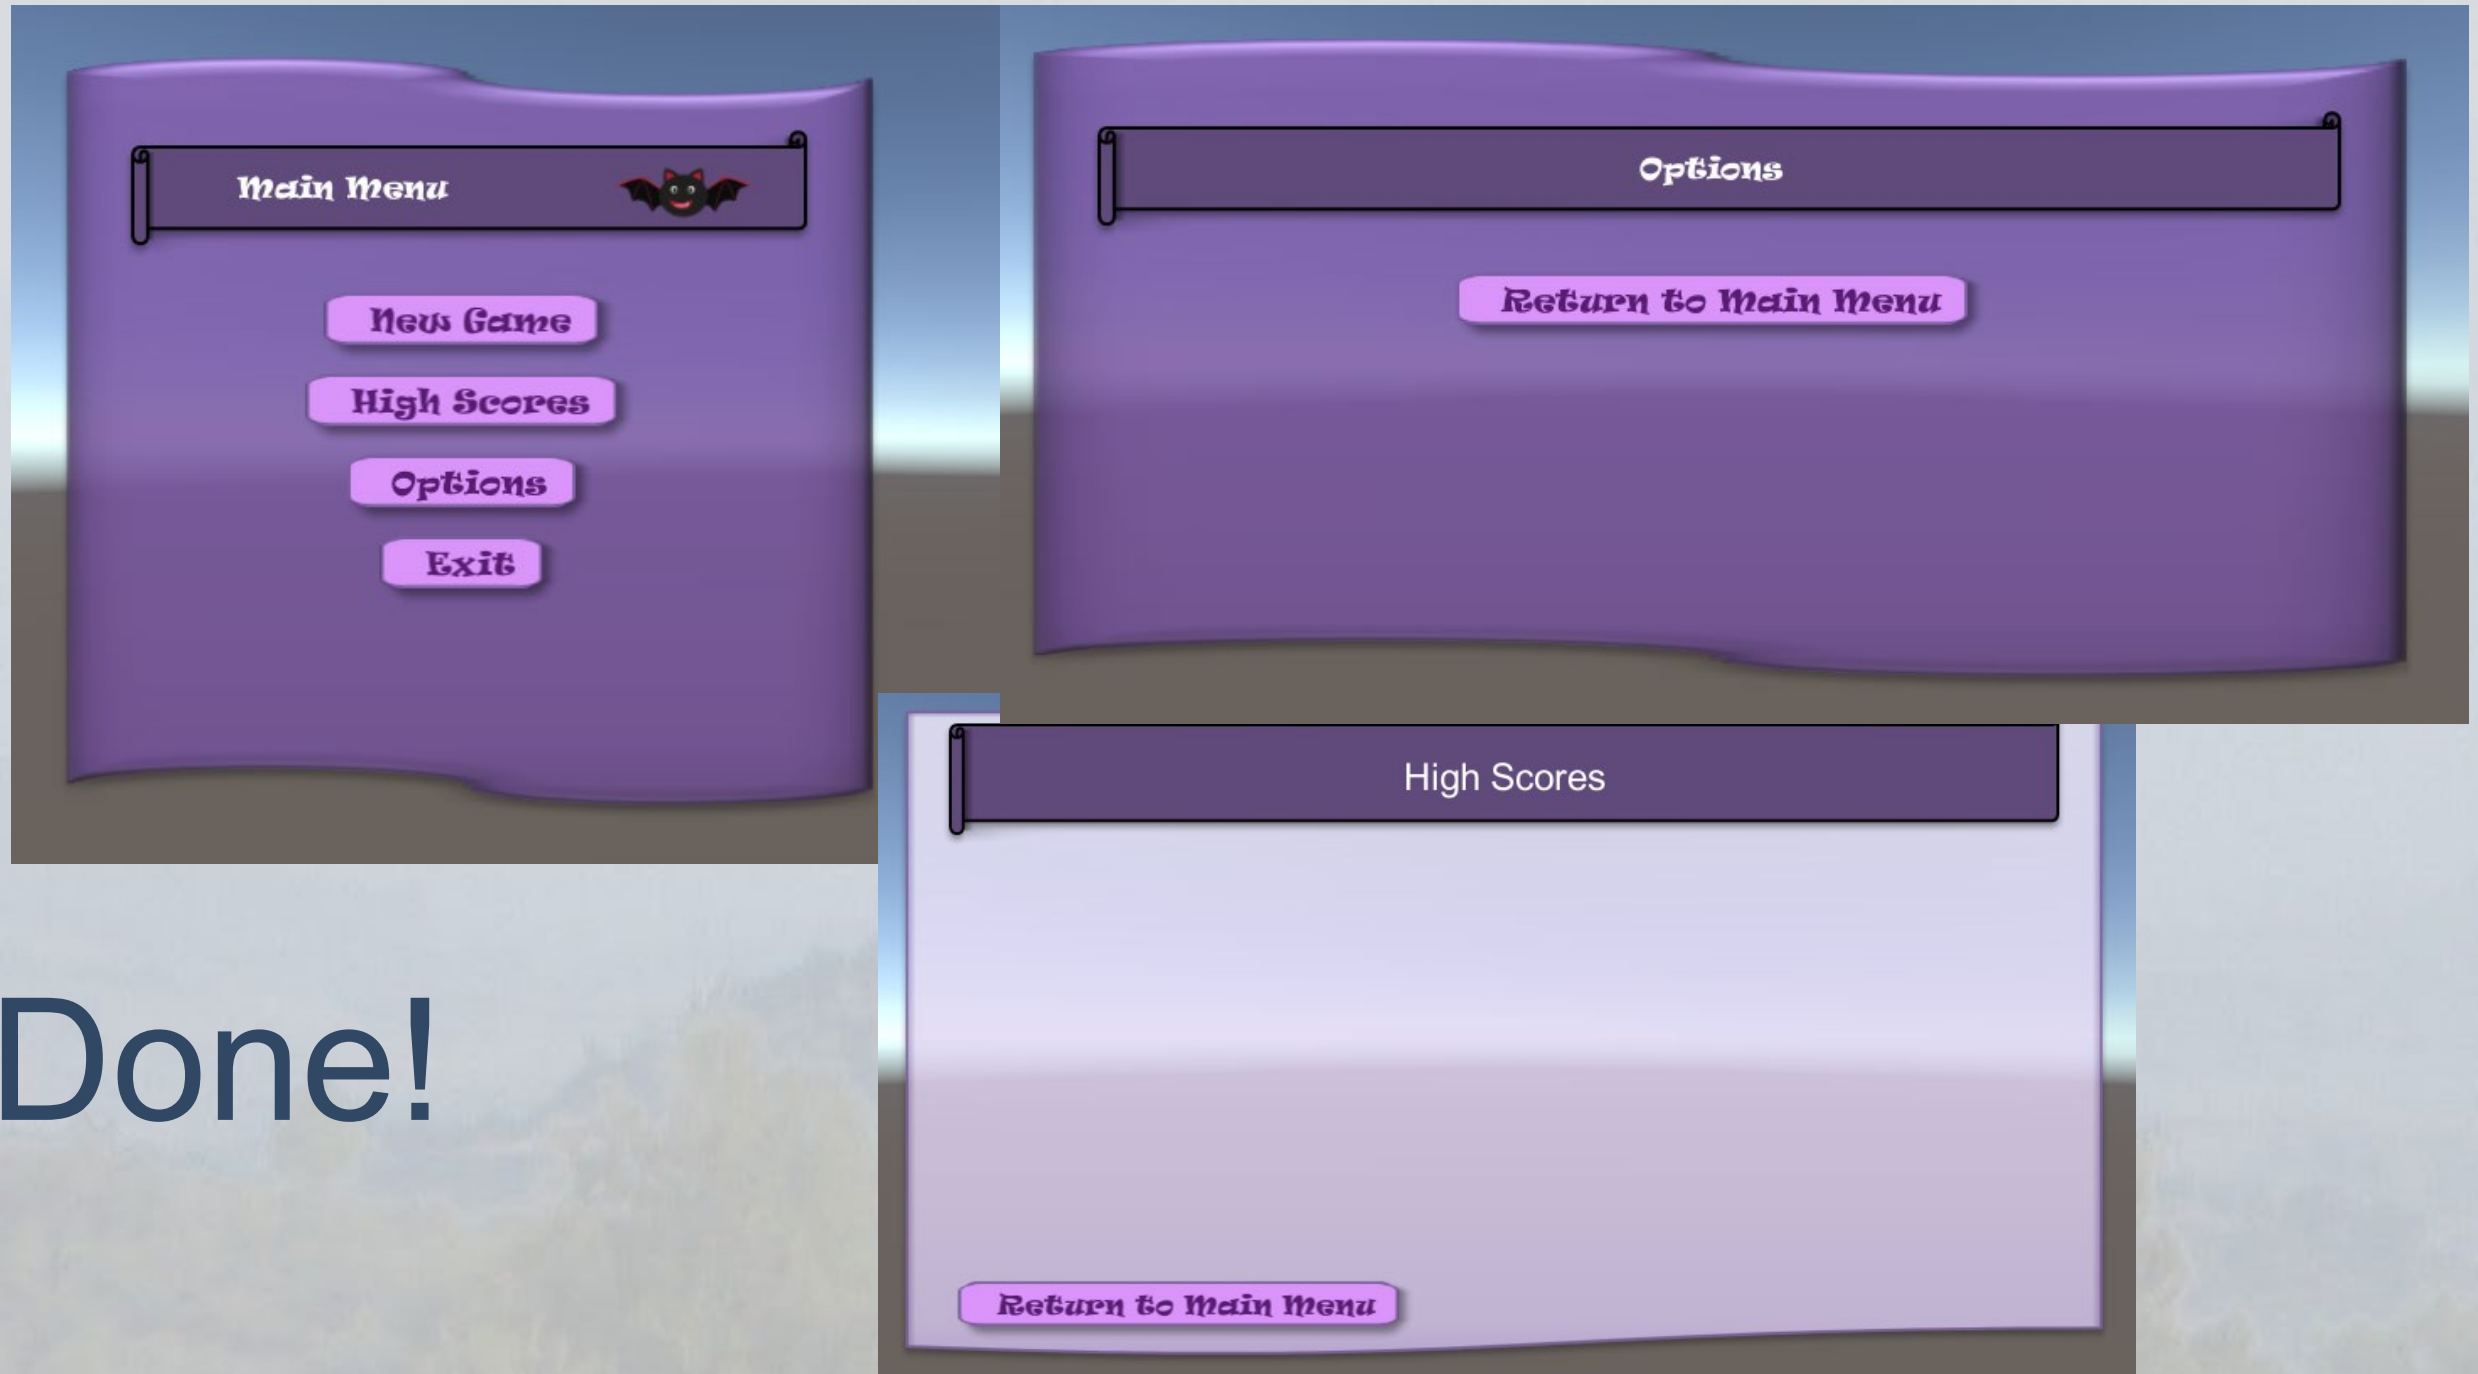 Main Menu
New Game
High Scores
Options
Exit
Options
Return to Main Menu
High Scores
Return to Main Menu
Done!